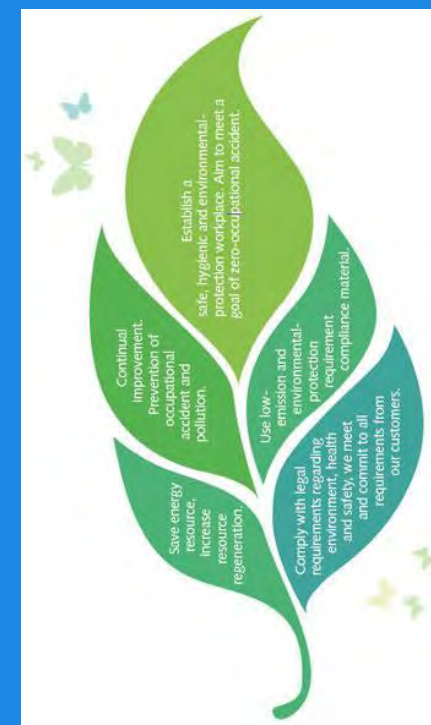 Establish a
safe, hygienic and environmental-
protection workplace. Aim to meet a
goal of zero-occupational accident.
Continual
Improvement.
Prevention of
occupational
accident and
pollution.
Use low-
emission and
environmental-
protection
requirement
compliance material.
Save energy
resource,
increase
resource
regeneration.
Comply with legal
requirements regarding
environment, health
and safety, we meet
and commit to all
requirements from
our customers.